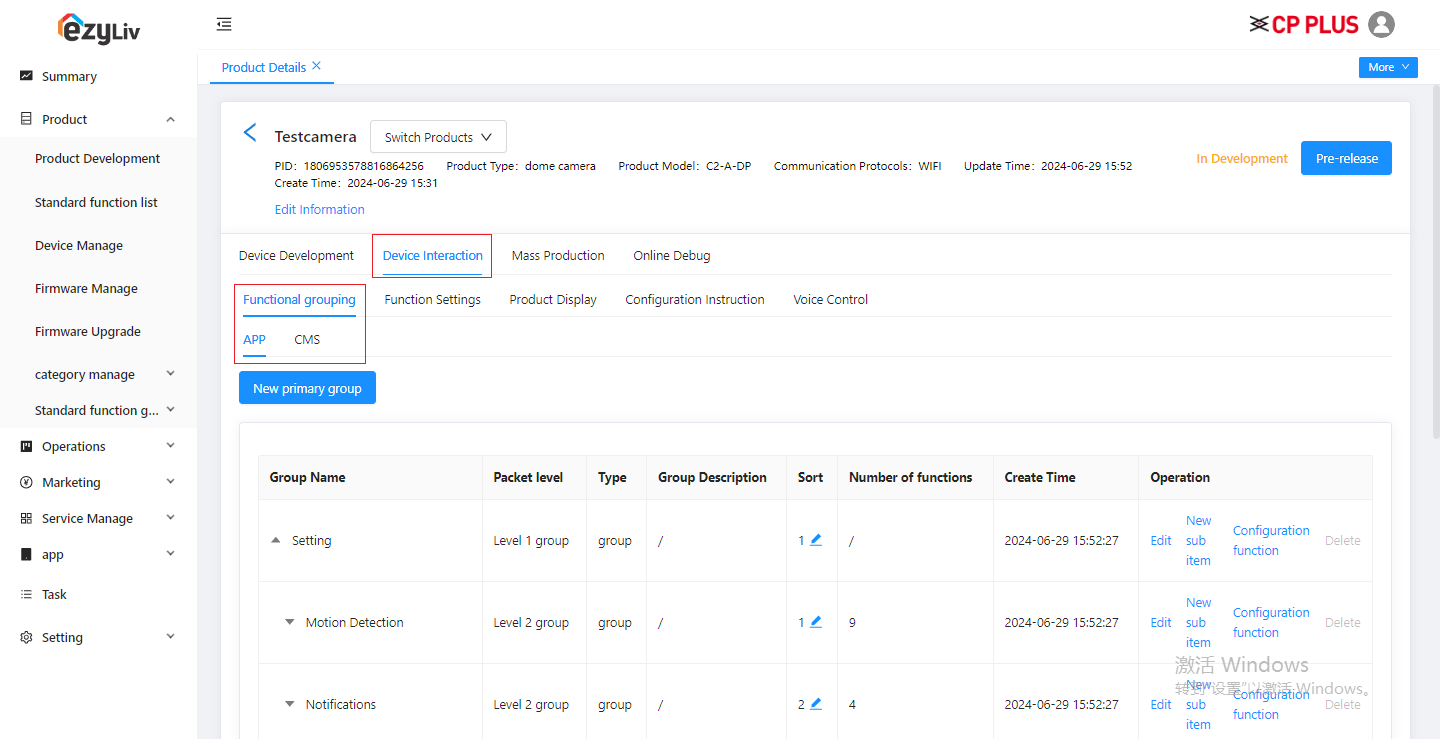 ezyLiv
CP PLUS
Summary
Product
Product Development
Standard function list
Device Manage
Firmware Manage
Firmware Upgrade
category manage
Standard function g...
Operations
Marketing
Service Manage
app
Task
Setting
Product Details
More
Testcamera
Switch Products
PID：1806953578816864256 Product Type：dome camera Product Model：C2-A-DP Communication Protocols：WIFI Update Time：2024-06-29 15:52
Create Time：2024-06-29 15:31
Edit Information
In Development
Pre-release
Device Development Device Interaction Mass Production Online Debug
Functional grouping Function Settings Product Display Configuration Instruction Voice Control
APP CMS
New primary group
Group Name Packet level Type Group Description Sort Number of functions Create Time Operation
Setting Level 1 group group / 1 / 2024-06-29 15:52:27 Edit New sub item Configuration function Delete
Motion Detection Level 2 group group / 1 9 2024-06-29 15:52:27 Edit New sub item Configuration function Delete
Notifications Level 2 group group / 2 4 2024-06-29 15:52:27 Edit New sub item Configuration function Delete
激活 Windows
转到"设置"以激活 Windows。